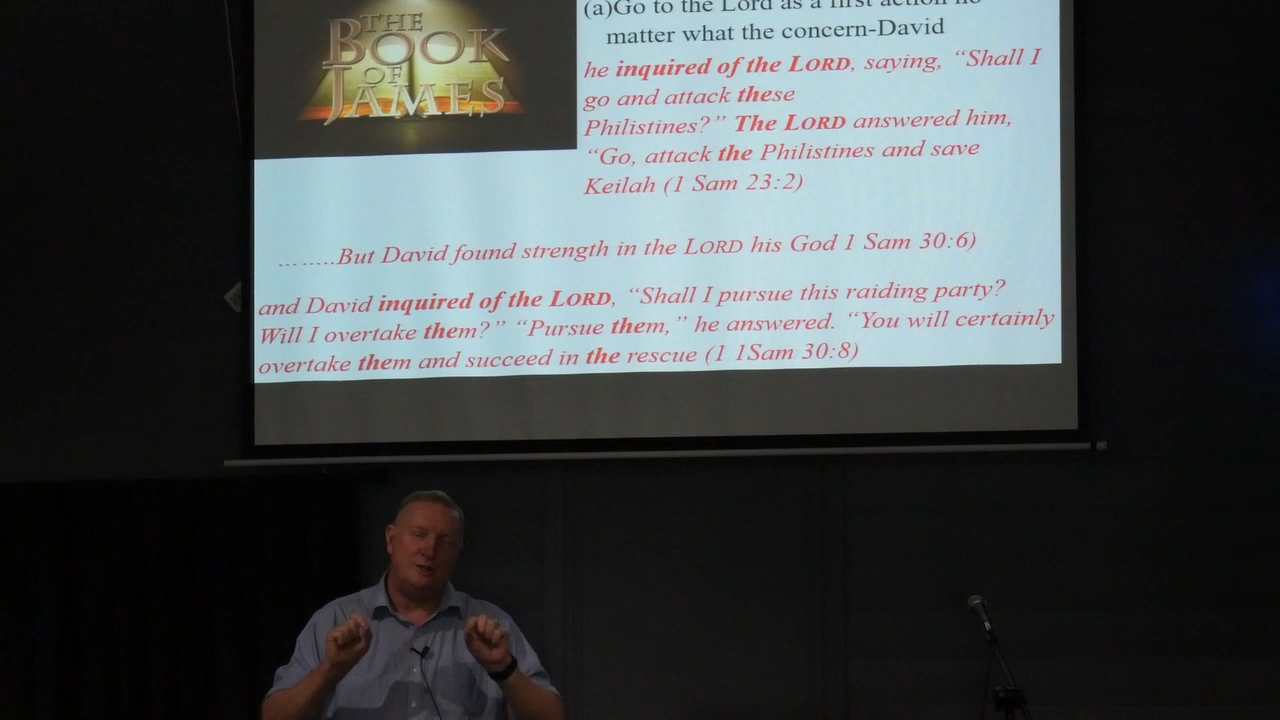 THE
BOOK
OF
JAMES
(a)Go to the Lord as a first action no
matter what the concern-David
he inquired of the LORD, saying, “Shall I
go and attack these
Philistines?” The LORD answered him,
“Go, attack the Philistines and save
Keilah (1 Sam 23:2)
........But David found strength in the LORD his God 1 Sam 30:6)
and David inquired of the LORD, “Shall I pursue this raiding party?
Will I overtake them?” “Pursue them,” he answered. “You will certainly
overtake them and succeed in the rescue (1 1Sam 30:8)